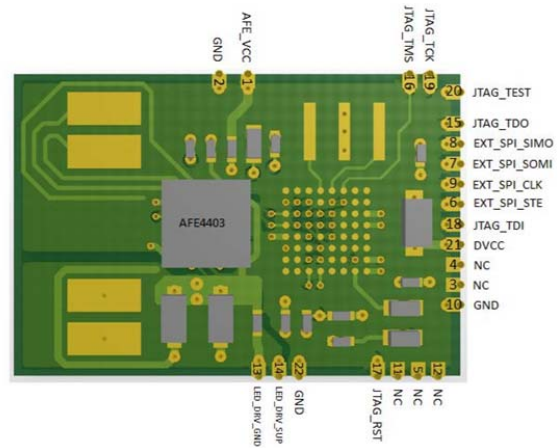 GND
AFE_VCC
JTAG_TMS
JTAG_TCK
2
1
16
19
20 JTAG_TEST
15 JTAG_TDO
8 EXT_SPI_SIMO
7 EXT_SPI_SOMI
9 EXT_SPI_CLK
6 EXT_SPI_STE
18 JTAG_TDI
21 DVCC
4 NC
3 NC
10 GND
AFE4403
13
14
22
17
11
5
12
LED_DRV_GND
LED_DRV_SUP
GND
JTAG_RST
NC
NC
NC